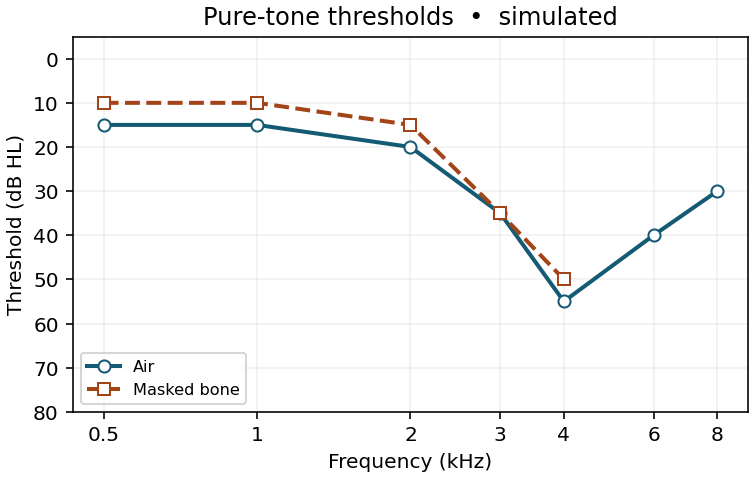 Pure-tone thresholds • simulated
Threshold (dB HL)
0
10
20
30
40
50
60
70
80
Air
Masked bone
0.5 1 2 3 4 6 8
Frequency (kHz)